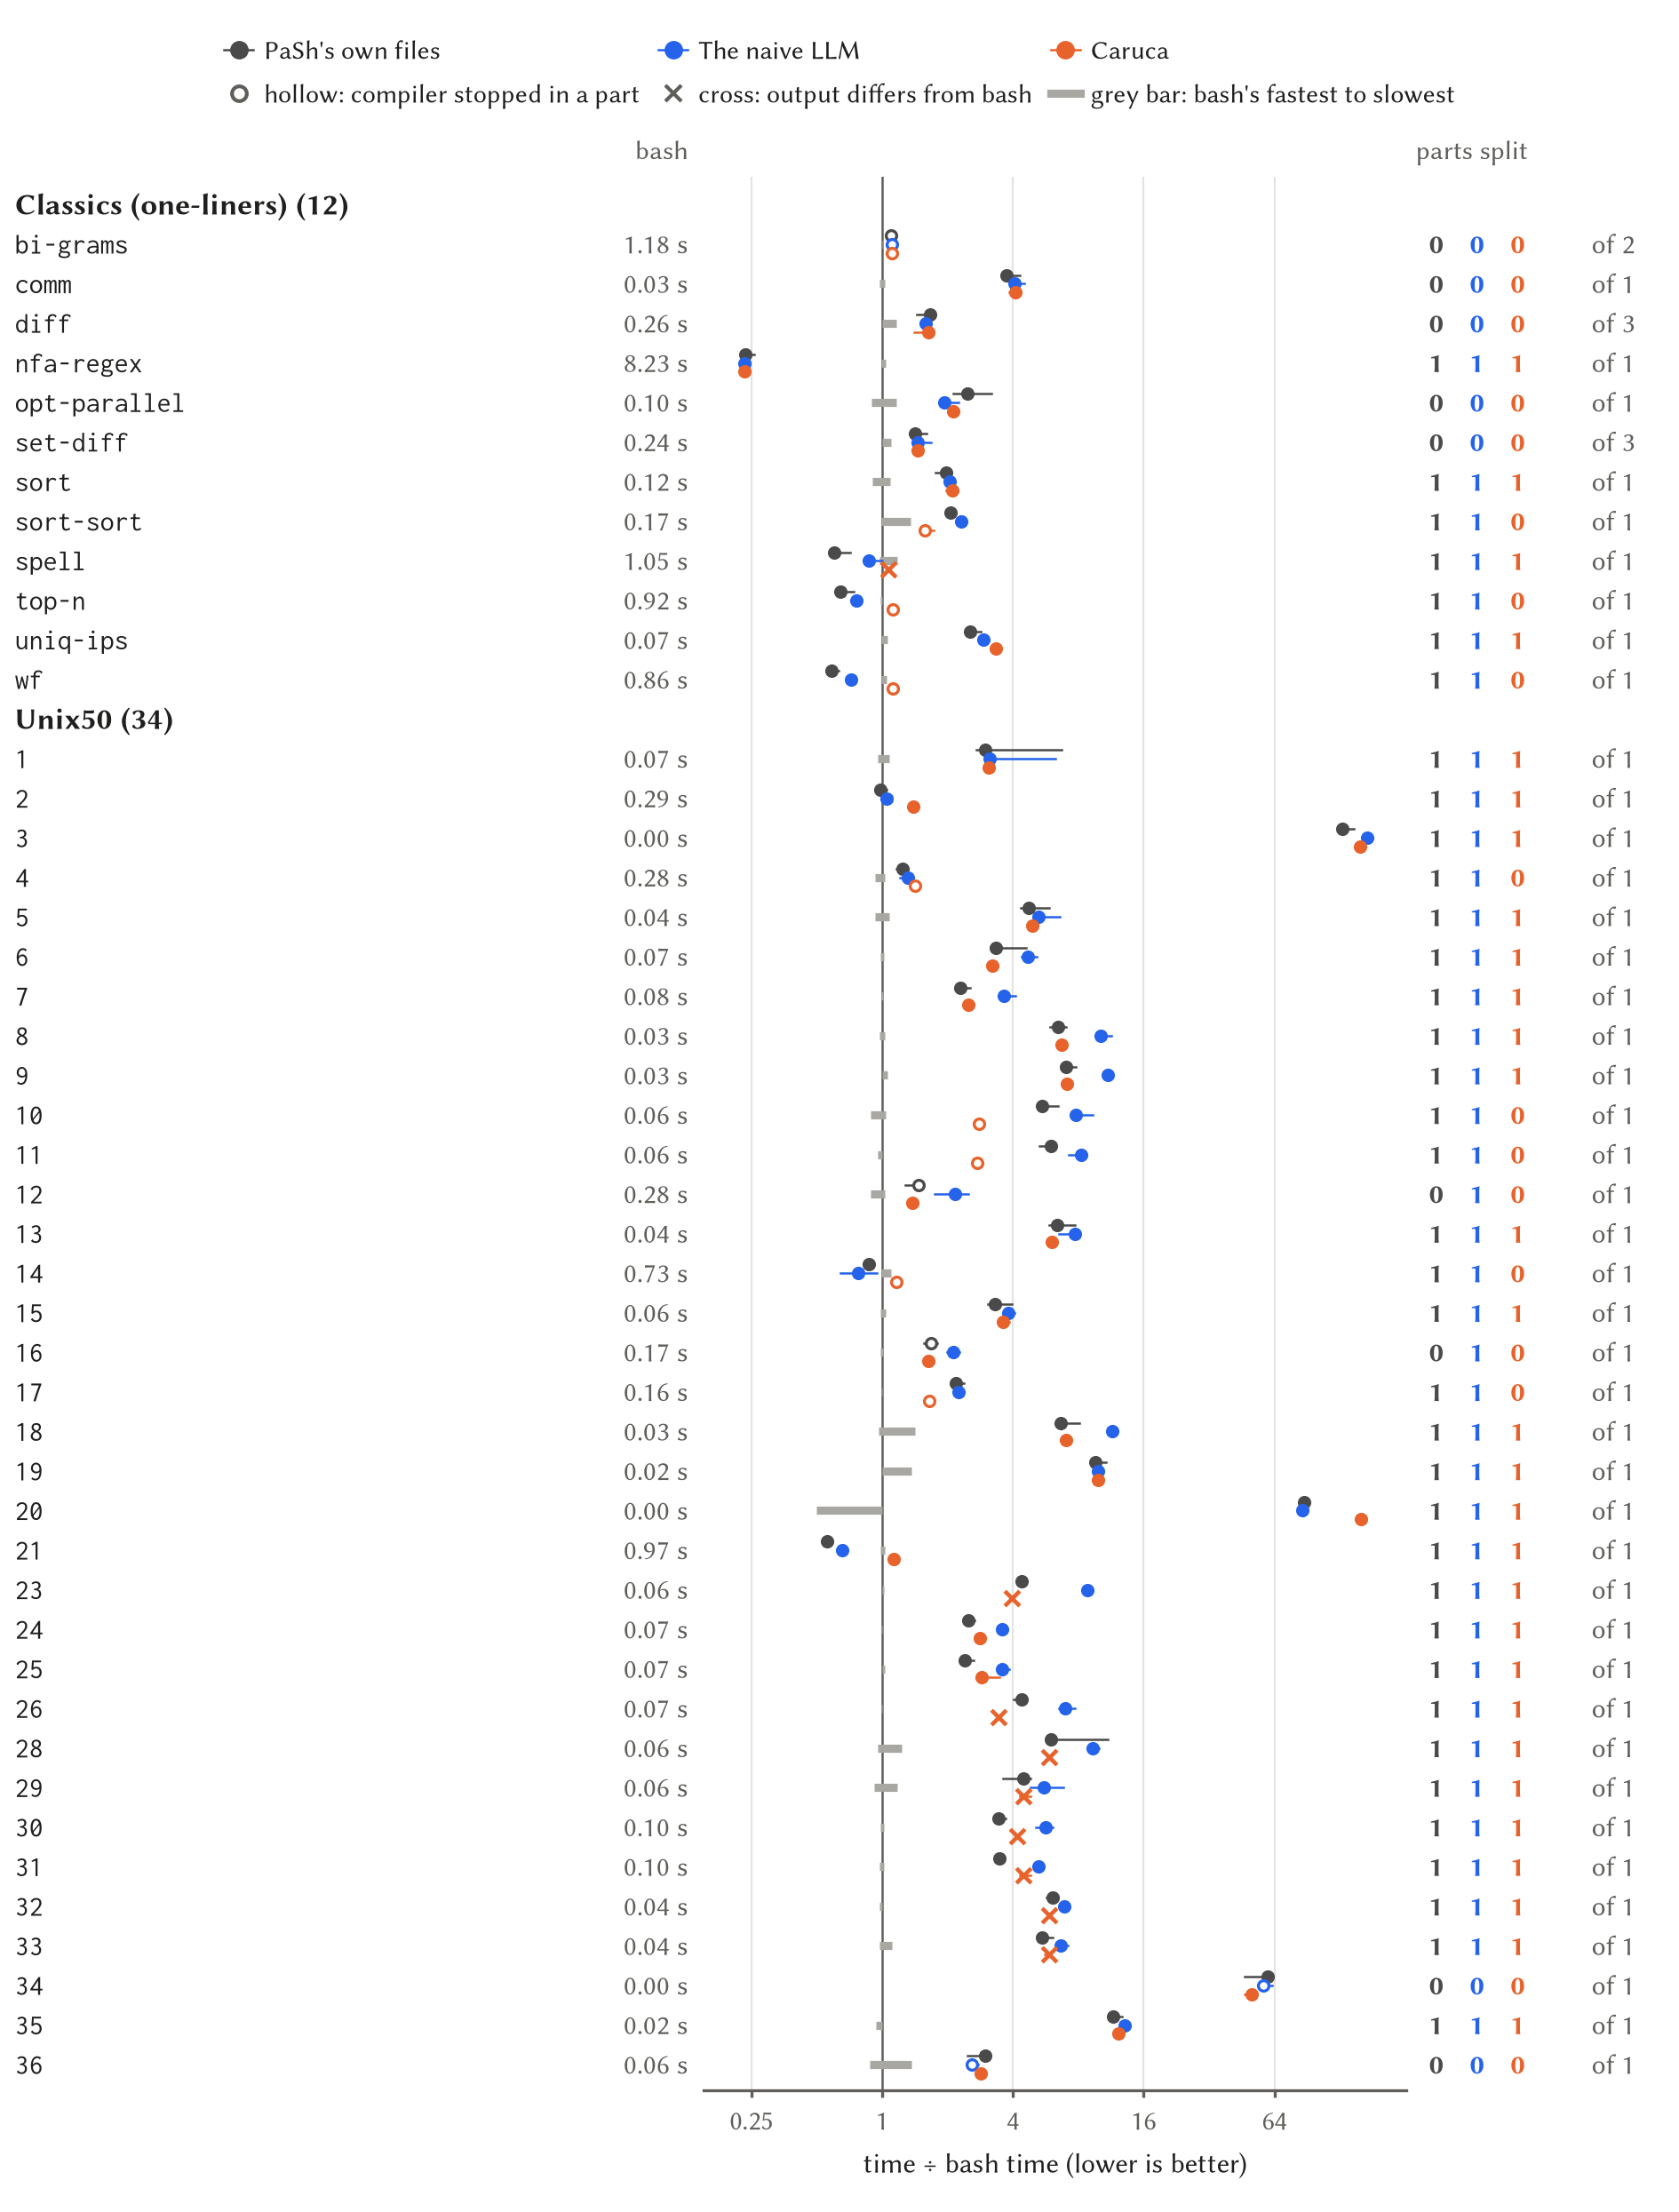 PaSh's own files The naive LLM Caruca
hollow: compiler stopped in a part cross: output differs from bash grey bar: bash's fastest to slowest
bash parts split
Classics (one-liners) (12)
bi-grams 1.18 s 0 0 0 of 2
comm 0.03 s 0 0 0 of 1
diff 0.26 s 0 0 0 of 3
nfa-regex 8.23 s 1 1 1 of 1
opt-parallel 0.10 s 0 0 0 of 1
set-diff 0.24 s 0 0 0 of 3
sort 0.12 s 1 1 1 of 1
sort-sort 0.17 s 1 1 0 of 1
spell 1.05 s 1 1 1 of 1
top-n 0.92 s 1 1 0 of 1
uniq-ips 0.07 s 1 1 1 of 1
wf 0.86 s 1 1 0 of 1
Unix50 (34)
1 0.07 s 1 1 1 of 1
2 0.29 s 1 1 1 of 1
3 0.00 s 1 1 1 of 1
4 0.28 s 1 1 0 of 1
5 0.04 s 1 1 1 of 1
6 0.07 s 1 1 1 of 1
7 0.08 s 1 1 1 of 1
8 0.03 s 1 1 1 of 1
9 0.03 s 1 1 1 of 1
10 0.06 s 1 1 0 of 1
11 0.06 s 1 1 0 of 1
12 0.28 s 0 1 0 of 1
13 0.04 s 1 1 1 of 1
14 0.73 s 1 1 0 of 1
15 0.06 s 1 1 1 of 1
16 0.17 s 0 1 0 of 1
17 0.16 s 1 1 0 of 1
18 0.03 s 1 1 1 of 1
19 0.02 s 1 1 1 of 1
20 0.00 s 1 1 1 of 1
21 0.97 s 1 1 1 of 1
23 0.06 s 1 1 1 of 1
24 0.07 s 1 1 1 of 1
25 0.07 s 1 1 1 of 1
26 0.07 s 1 1 1 of 1
28 0.06 s 1 1 1 of 1
29 0.06 s 1 1 1 of 1
30 0.10 s 1 1 1 of 1
31 0.10 s 1 1 1 of 1
32 0.04 s 1 1 1 of 1
33 0.04 s 1 1 1 of 1
34 0.00 s 0 0 0 of 1
35 0.02 s 1 1 1 of 1
36 0.06 s 0 0 0 of 1
0.25 1 4 16 64
time ÷ bash time (lower is better)